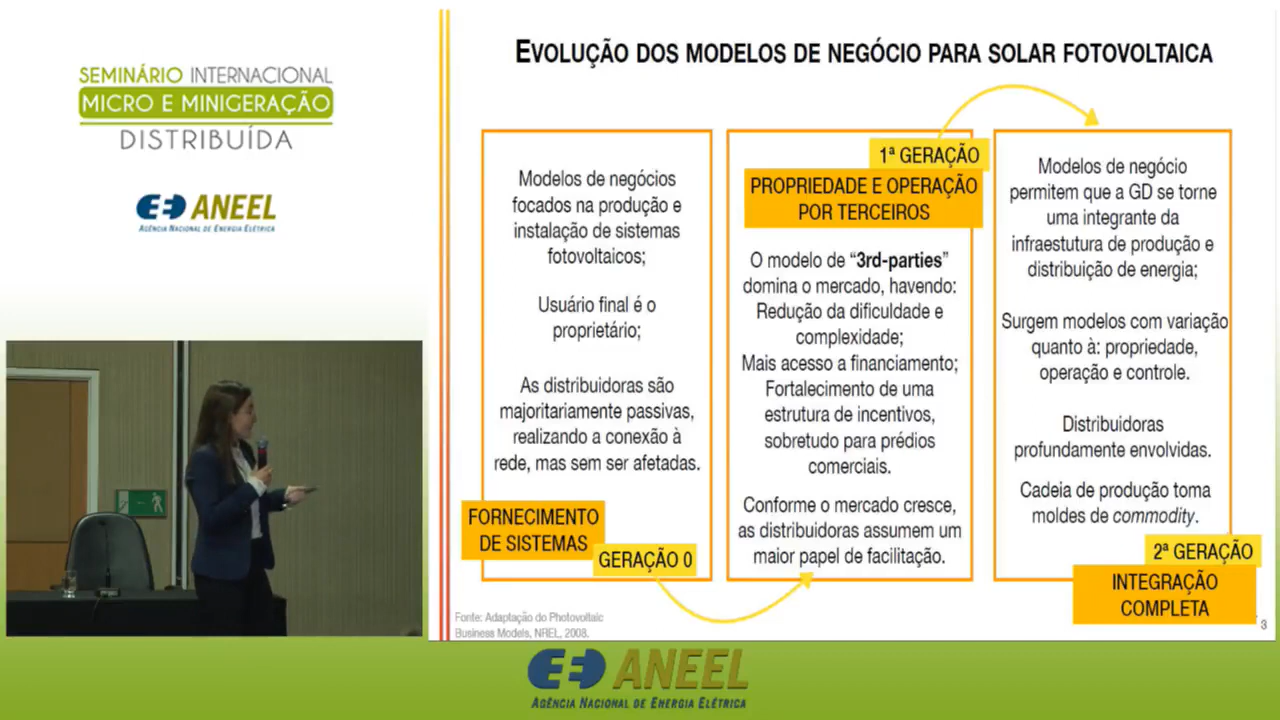 SEMINÁRIO INTERNACIONAL
MICRO E MINIGERAÇÃO
DISTRIBUÍDA
ANEEL
AGÊNCIA NACIONAL DE ENERGIA ELÉTRICA
EVOLUÇÃO DOS MODELOS DE NEGÓCIO PARA SOLAR FOTOVOLTAICA
Modelos de negócios
focados na produção e
instalação de sistemas
fotovoltaicos;
Usuário final é o
proprietário;
As distribuidoras são
majoritariamente passivas,
realizando a conexão à
rede, mas sem ser afetadas.
FORNECIMENTO
DE SISTEMAS
GERAÇÃO 0
1ª GERAÇÃO
PROPRIEDADE E OPERAÇÃO
POR TERCEIROS
O modelo de “3rd-parties”
domina o mercado, havendo:
Redução da dificuldade e
complexidade;
Mais acesso a financiamento;
Fortalecimento de uma
estrutura de incentivos,
sobretudo para prédios
comerciais.
Conforme o mercado cresce,
as distribuidoras assumem um
maior papel de facilitação.
Modelos de negócio
permitem que a GD se torne
uma integrante da
infraestutura de produção e
distribuição de energia;
Surgem modelos com variação
quanto à: propriedade,
operação e controle.
Distribuidoras
profundamente envolvidas.
Cadeia de produção toma
moldes de commodity.
2ª GERAÇÃO
INTEGRAÇÃO
COMPLETA
Fonte: Adaptação do Photovoltaic
Business Models, NREL, 2008.
3
ANEEL
AGÊNCIA NACIONAL DE ENERGIA ELÉTRICA